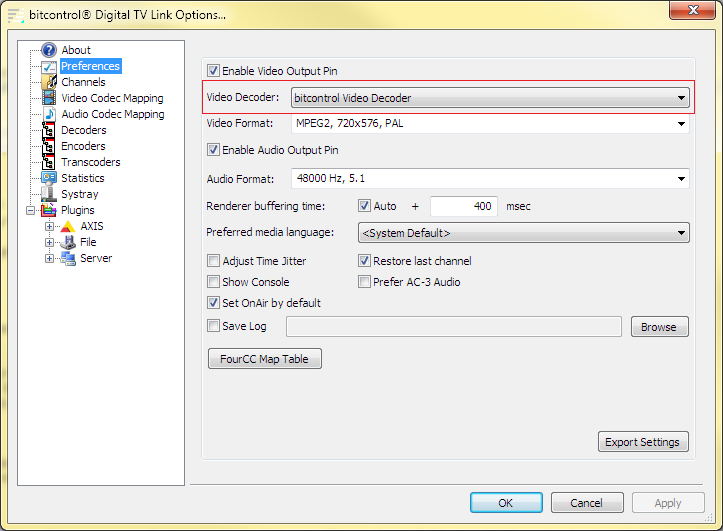 bitcontrol® Digital TV Link Options...
About
Preferences
Channels
Video Codec Mapping
Audio Codec Mapping
Decoders
Encoders
Transcoders
Statistics
Systray
Plugins
AXIS
File
Server
Enable Video Output Pin
Video Decoder: bitcontrol Video Decoder
Video Format: MPEG2, 720x576, PAL
Enable Audio Output Pin
Audio Format: 48000 Hz, 5.1
Renderer buffering time: Auto + 400 msec
Preferred media language: <System Default>
Adjust Time Jitter Restore last channel
Show Console Prefer AC-3 Audio
Set OnAir by default
Save Log Browse
FourCC Map Table
Export Settings
OK Cancel Apply